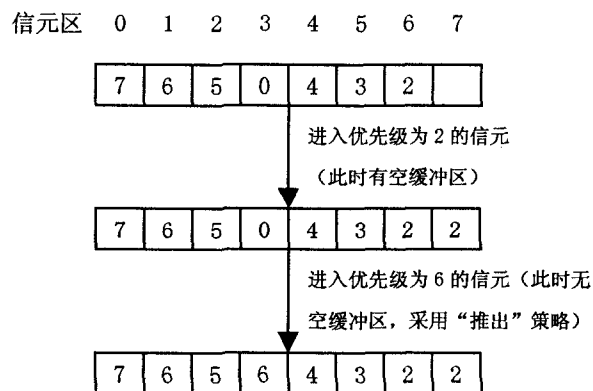 信元区 0 1 2 3 4 5 6 7
7 6 5 0 4 3 2
进入优先级为 2 的信元
（此时有空缓冲区）
7 6 5 0 4 3 2 2
进入优先级为 6 的信元（此时无
空缓冲区，采用“推出”策略）
7 6 5 6 4 3 2 2